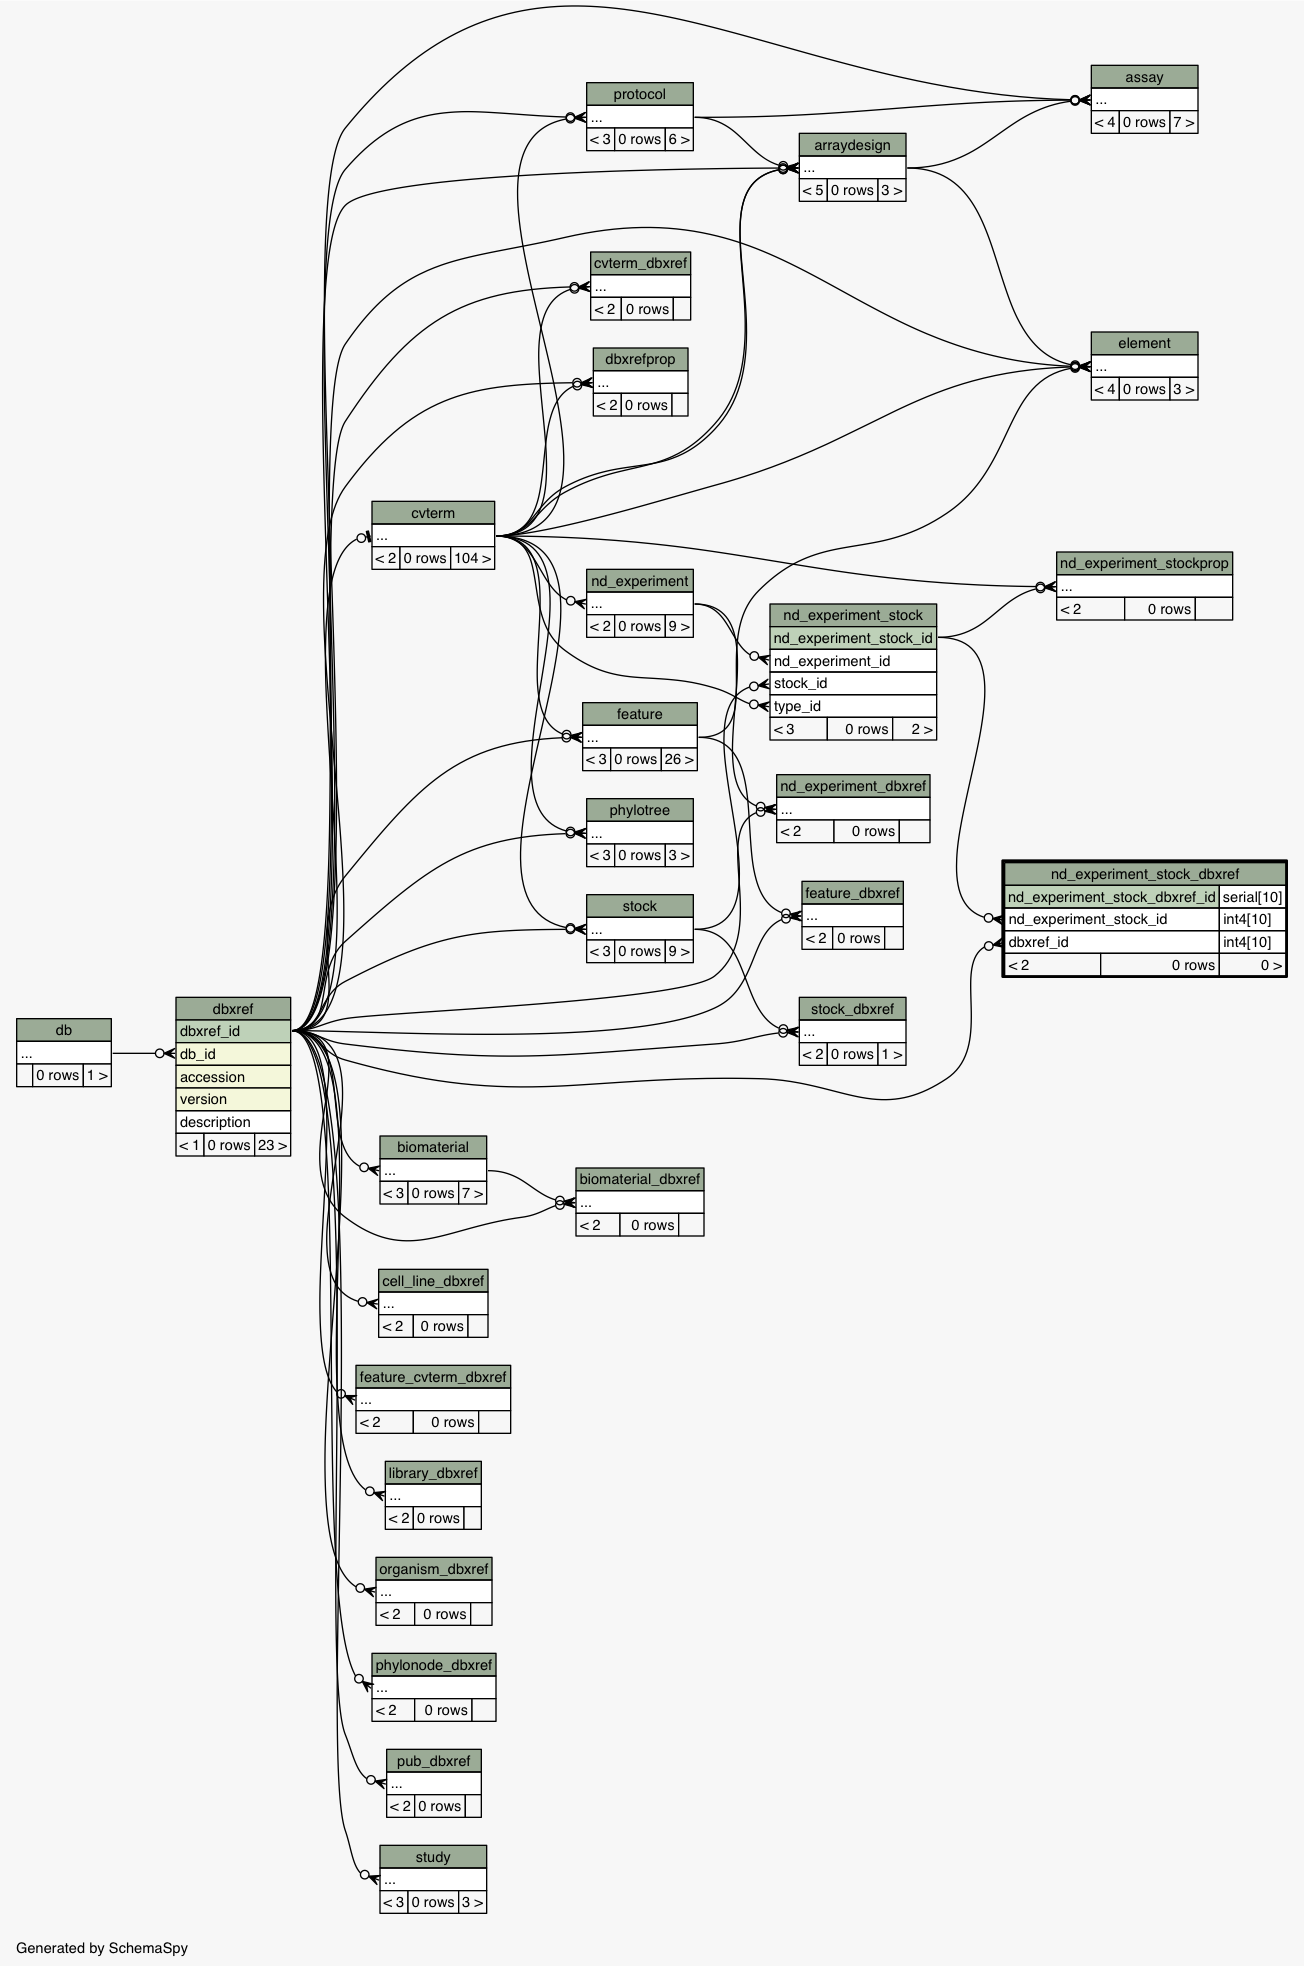 assay
...
< 4 0 rows 7 >
protocol
...
< 3 0 rows 6 >
arraydesign
...
< 5 0 rows 3 >
cvterm_dbxref
...
< 2 0 rows
element
...
< 4 0 rows 3 >
dbxrefprop
...
< 2 0 rows
cvterm
...
< 2 0 rows 104 >
nd_experiment_stockprop
...
< 2 0 rows
nd_experiment
...
< 2 0 rows 9 >
nd_experiment_stock
nd_experiment_stock_id
nd_experiment_id
stock_id
type_id
< 3 0 rows 2 >
feature
...
< 3 0 rows 26 >
nd_experiment_dbxref
...
< 2 0 rows
phylotree
...
< 3 0 rows 3 >
nd_experiment_stock_dbxref
nd_experiment_stock_dbxref_id serial[10]
nd_experiment_stock_id int4[10]
dbxref_id int4[10]
< 2 0 rows 0 >
feature_dbxref
...
< 2 0 rows
stock
...
< 3 0 rows 9 >
stock_dbxref
...
< 2 0 rows 1 >
db
...
0 rows 1 >
dbxref
dbxref_id
db_id
accession
version
description
< 1 0 rows 23 >
biomaterial
...
< 3 0 rows 7 >
biomaterial_dbxref
...
< 2 0 rows
cell_line_dbxref
...
< 2 0 rows
feature_cvterm_dbxref
...
< 2 0 rows
library_dbxref
...
< 2 0 rows
organism_dbxref
...
< 2 0 rows
phylonode_dbxref
...
< 2 0 rows
pub_dbxref
...
< 2 0 rows
study
...
< 3 0 rows 3 >
Generated by SchemaSpy